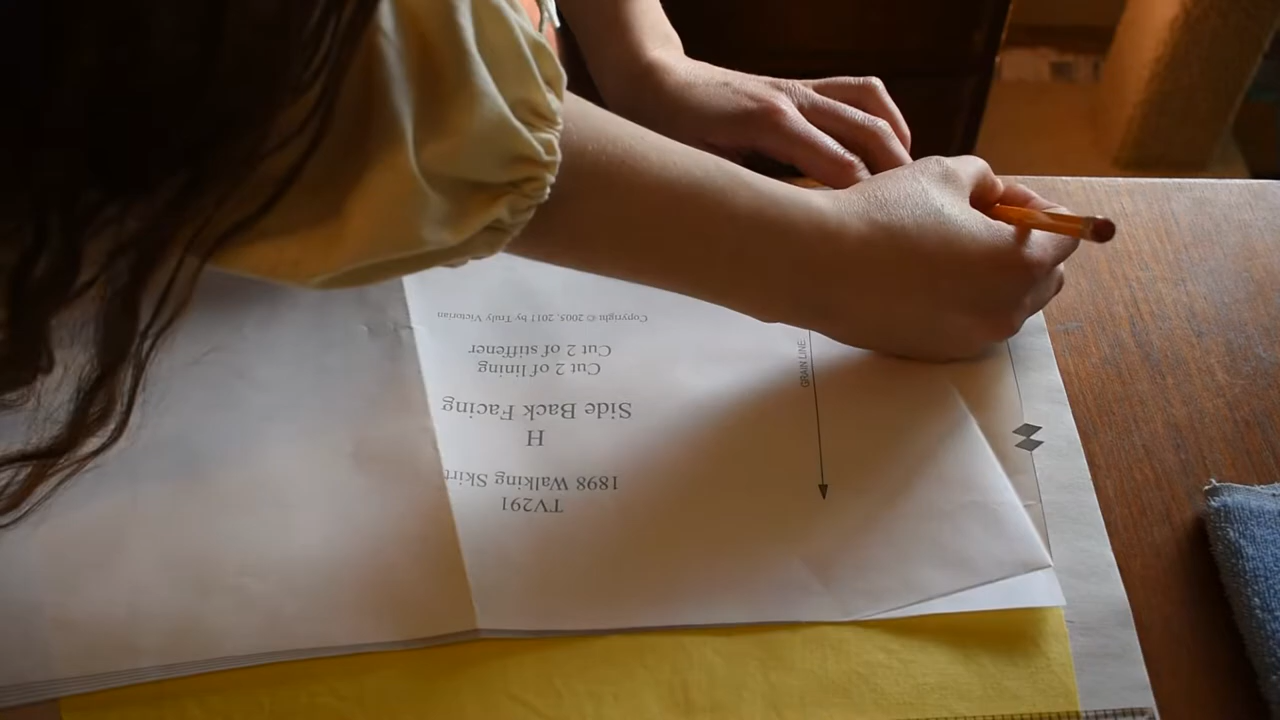 TV291
1898 Walking Skirt
H
Side Back Facing
Cut 2 of lining
Cut 2 of stiffener
Copyright © 2005, 2011 by Truly Victorian
GRAIN LINE